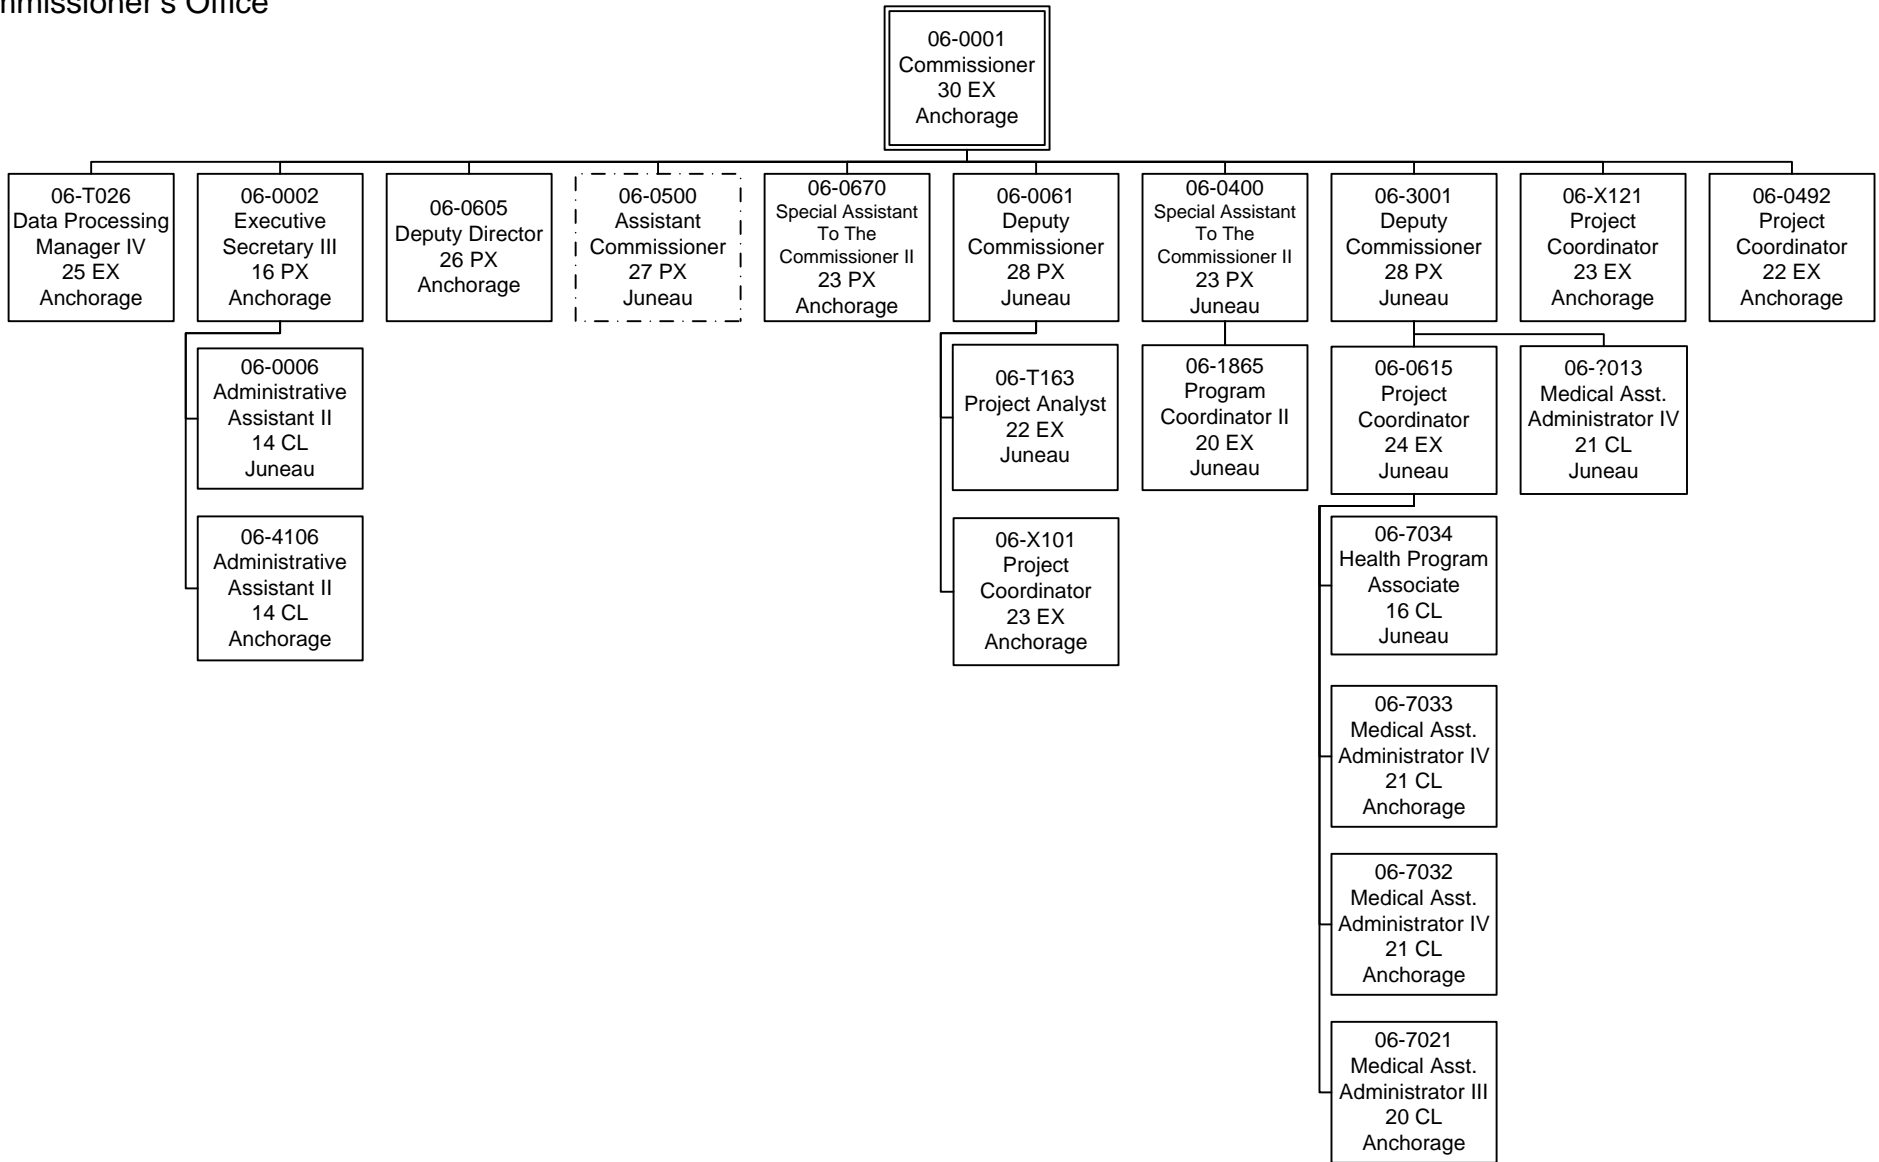 mmissioner's Office
06-0001
Commissioner
30 EX
Anchorage
06-T026
Data Processing
Manager IV
25 EX
Anchorage
06-0002
Executive
Secretary III
16 PX
Anchorage
06-0605
Deputy Director
26 PX
Anchorage
06-0500
Assistant
Commissioner
27 PX
Juneau
06-0670
Special Assistant
To The
Commissioner II
23 PX
Anchorage
06-0061
Deputy
Commissioner
28 PX
Juneau
06-0400
Special Assistant
To The
Commissioner II
23 PX
Juneau
06-3001
Deputy
Commissioner
28 PX
Juneau
06-X121
Project
Coordinator
23 EX
Anchorage
06-0492
Project
Coordinator
22 EX
Anchorage
06-0006
Administrative
Assistant II
14 CL
Juneau
06-T163
Project Analyst
22 EX
Juneau
06-1865
Program
Coordinator II
20 EX
Juneau
06-0615
Project
Coordinator
24 EX
Juneau
06-?013
Medical Asst.
Administrator IV
21 CL
Juneau
06-4106
Administrative
Assistant II
14 CL
Anchorage
06-X101
Project
Coordinator
23 EX
Anchorage
06-7034
Health Program
Associate
16 CL
Juneau
06-7033
Medical Asst.
Administrator IV
21 CL
Anchorage
06-7032
Medical Asst.
Administrator IV
21 CL
Anchorage
06-7021
Medical Asst.
Administrator III
20 CL
Anchorage